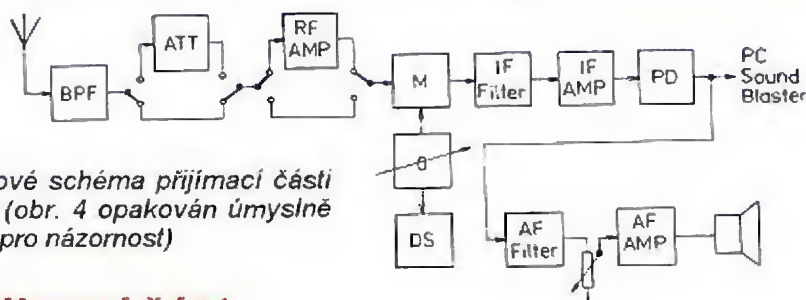 ATT
RF
AMP
BPF
M
IF
Filter
IF
AMP
PD
PC
Sound
Blaster
DS
AF
Filter
AF
AMP
ové schéma přijímací části
(obr. 4 opakován úmyslně
pro názornost)